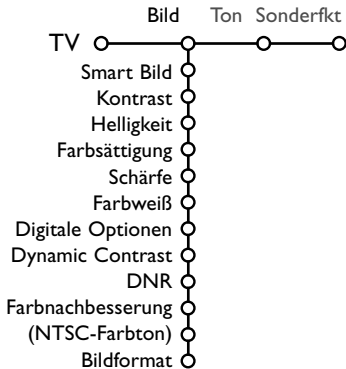 Bild Ton Sonderfkt
TV
Smart Bild
Kontrast
Helligkeit
Farbsättigung
Schärfe
Farbweiß
Digitale Optionen
Dynamic Contrast
DNR
Farbnachbesserung
(NTSC-Farbton)
Bildformat